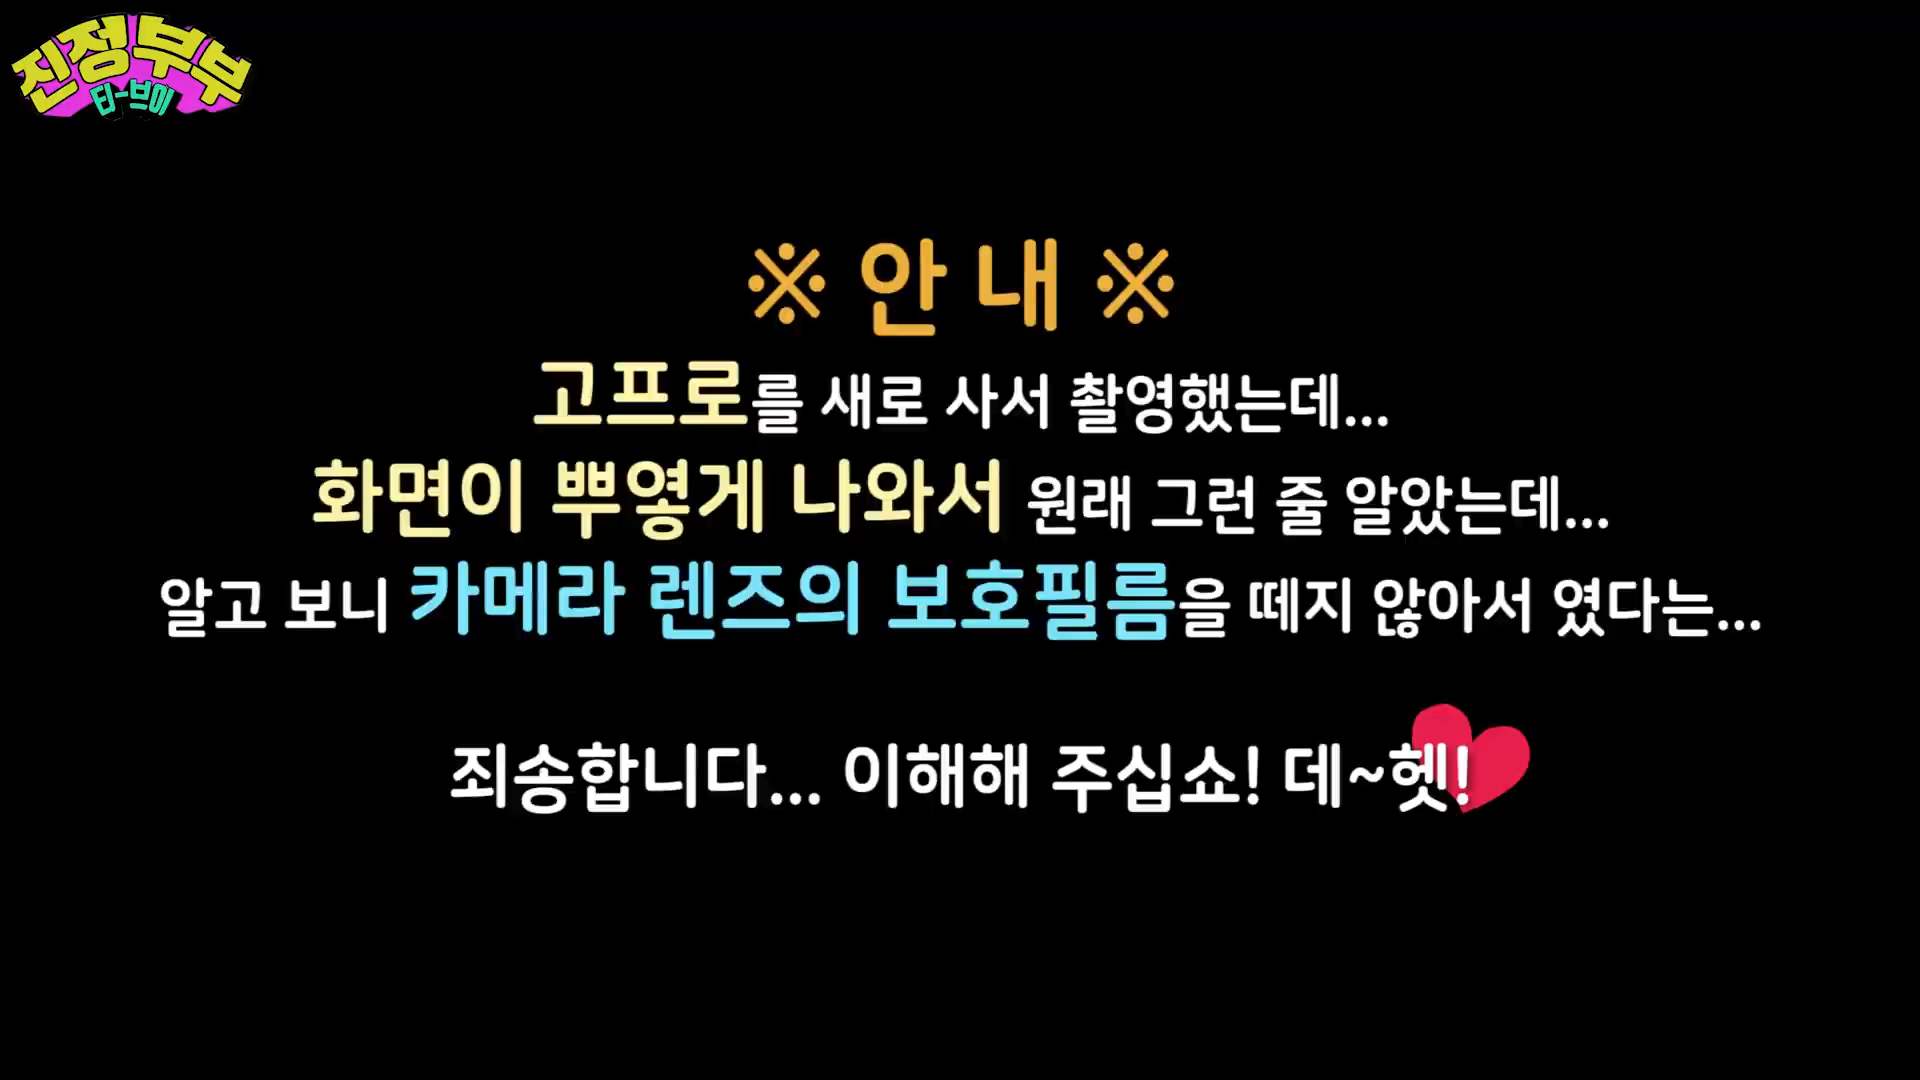 진정부부
티-브이
※ 안 내 ※
고프로를 새로 사서 촬영했는데...
화면이 뿌옇게 나와서 원래 그런 줄 알았는데...
알고 보니 카메라 렌즈의 보호필름을 떼지 않아서 였다는...
죄송합니다... 이해해 주십쇼! 데~헷!